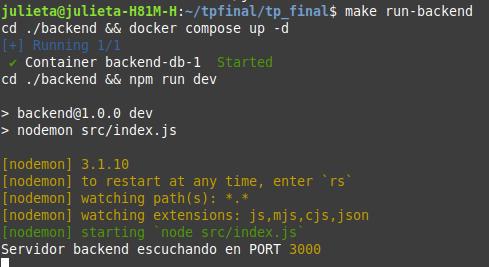 julieta@julieta-H81M-H:~/tpfinal/tp_final$ make run-backend
cd ./backend && docker compose up -d
[+] Running 1/1
✔ Container backend-db-1  Started
cd ./backend && npm run dev
> backend@1.0.0 dev
> nodemon src/index.js
[nodemon] 3.1.10
[nodemon] to restart at any time, enter `rs`
[nodemon] watching path(s): *.*
[nodemon] watching extensions: js,mjs,cjs,json
[nodemon] starting `node src/index.js`
Servidor backend escuchando en PORT 3000